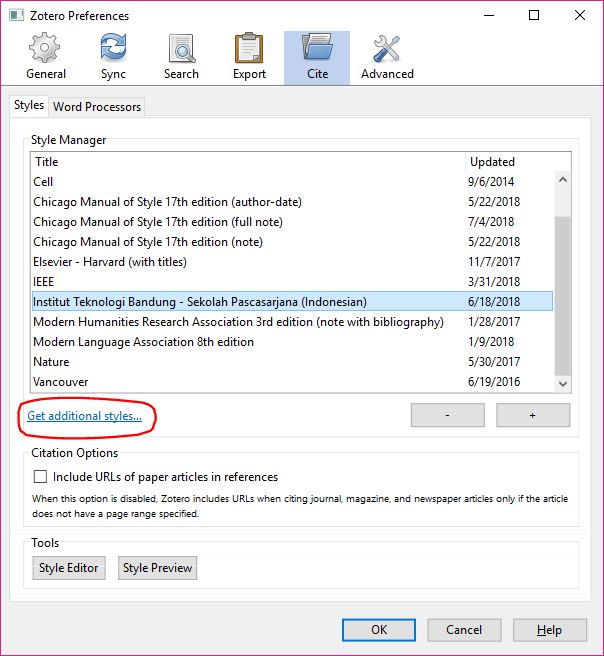 Zotero Preferences
General Sync Search Export Cite Advanced
Styles Word Processors
Style Manager
Title Updated
Cell 9/6/2014
Chicago Manual of Style 17th edition (author-date) 5/22/2018
Chicago Manual of Style 17th edition (full note) 7/4/2018
Chicago Manual of Style 17th edition (note) 5/22/2018
Elsevier - Harvard (with titles) 11/7/2017
IEEE 3/31/2018
Institut Teknologi Bandung - Sekolah Pascasarjana (Indonesian) 6/18/2018
Modern Humanities Research Association 3rd edition (note with bibliography) 1/28/2017
Modern Language Association 8th edition 1/9/2018
Nature 5/30/2017
Vancouver 6/19/2016
Get additional styles... - +
Citation Options
Include URLs of paper articles in references
When this option is disabled, Zotero includes URLs when citing journal, magazine, and newspaper articles only if the article
does not have a page range specified.
Tools
Style Editor Style Preview
OK Cancel Help